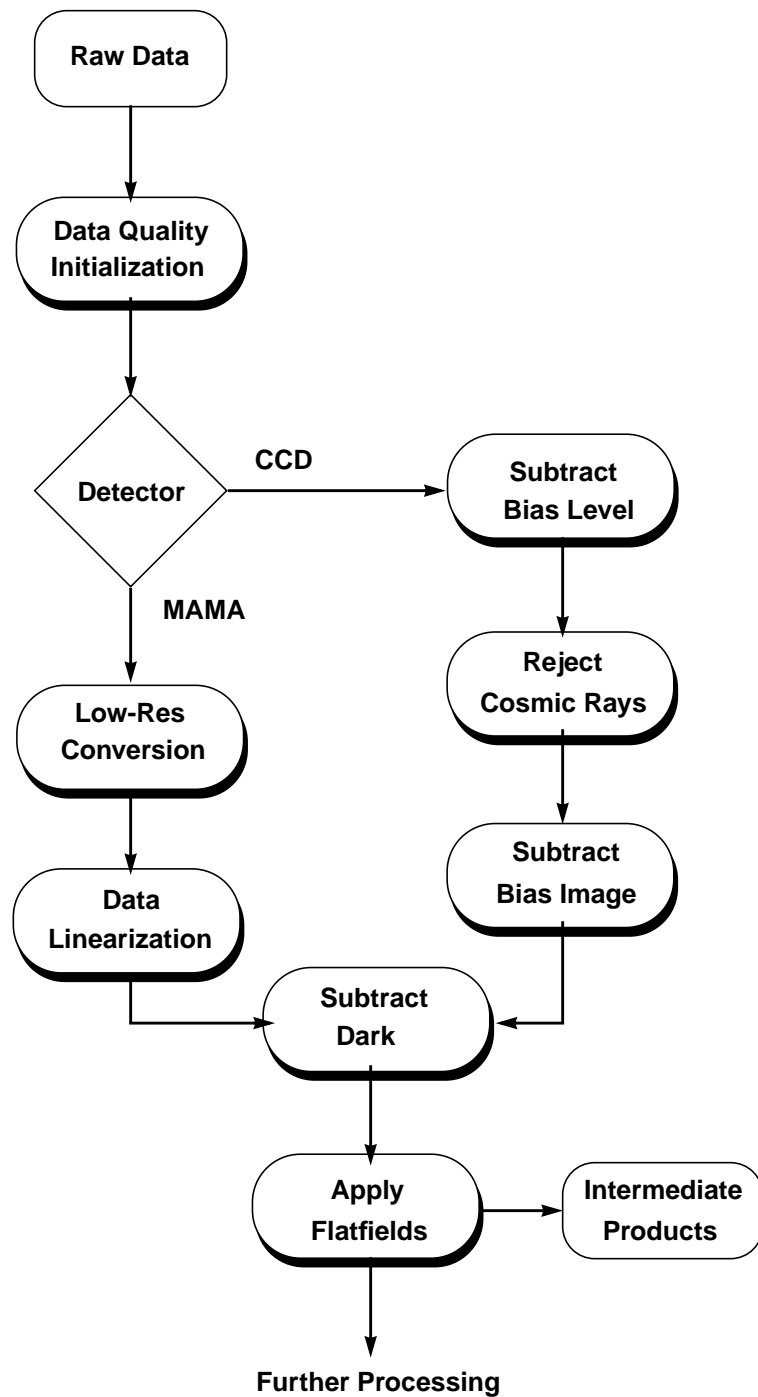 Raw Data
Data Quality
Initialization
Detector
CCD
MAMA
Subtract
Bias Level
Reject
Cosmic Rays
Low-Res
Conversion
Subtract
Bias Image
Data
Linearization
Subtract
Dark
Apply
Flatfields
Intermediate
Products
Further Processing